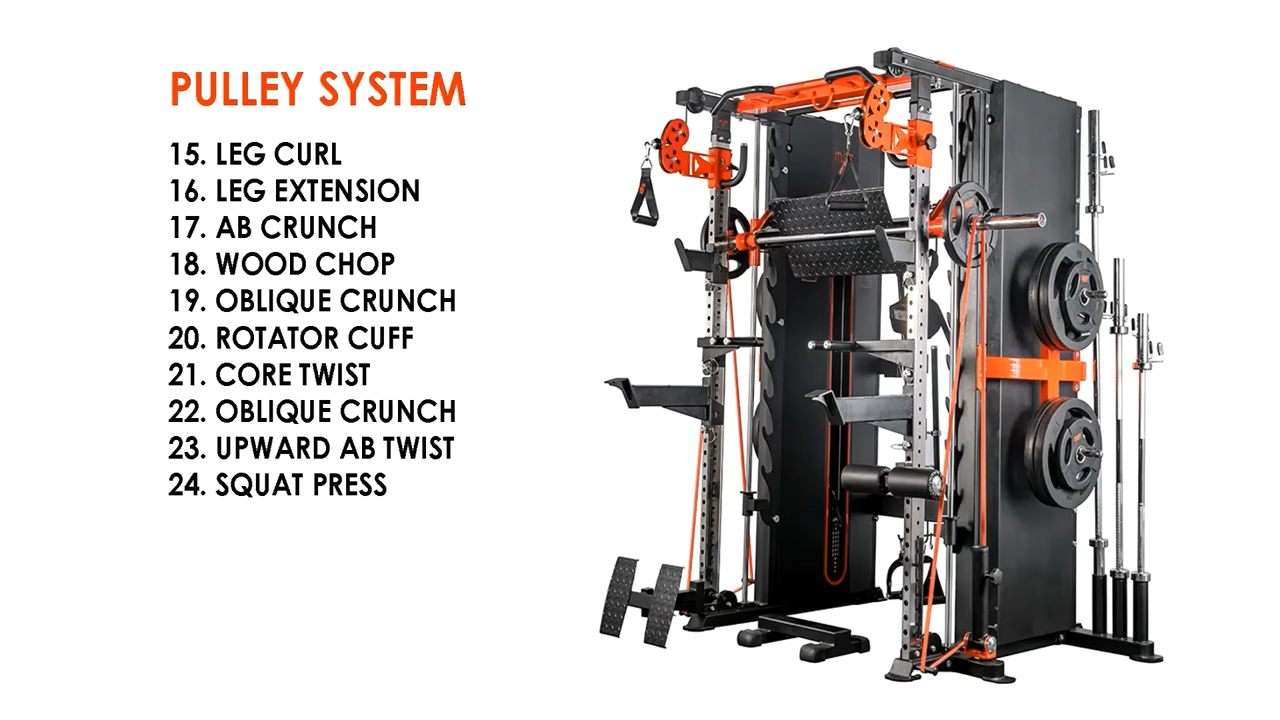 PULLEY SYSTEM
15. LEG CURL
16. LEG EXTENSION
17. AB CRUNCH
18. WOOD CHOP
19. OBLIQUE CRUNCH
20. ROTATOR CUFF
21. CORE TWIST
22. OBLIQUE CRUNCH
23. UPWARD AB TWIST
24. SQUAT PRESS